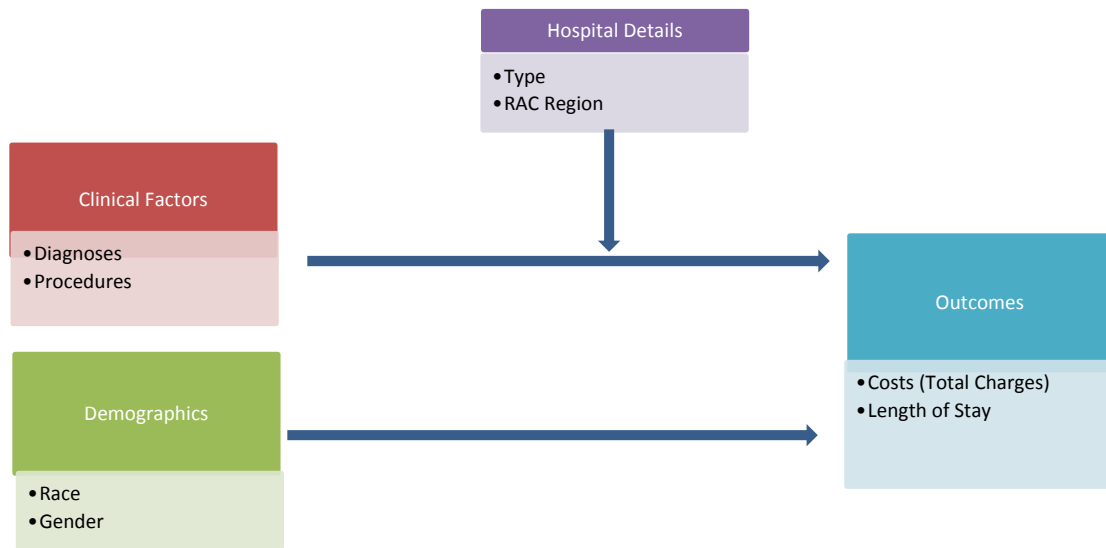 Hospital Details
•Type
•RAC Region
Clinical Factors
•Diagnoses
•Procedures
Outcomes
•Costs (Total Charges)
•Length of Stay
Demographics
•Race
•Gender